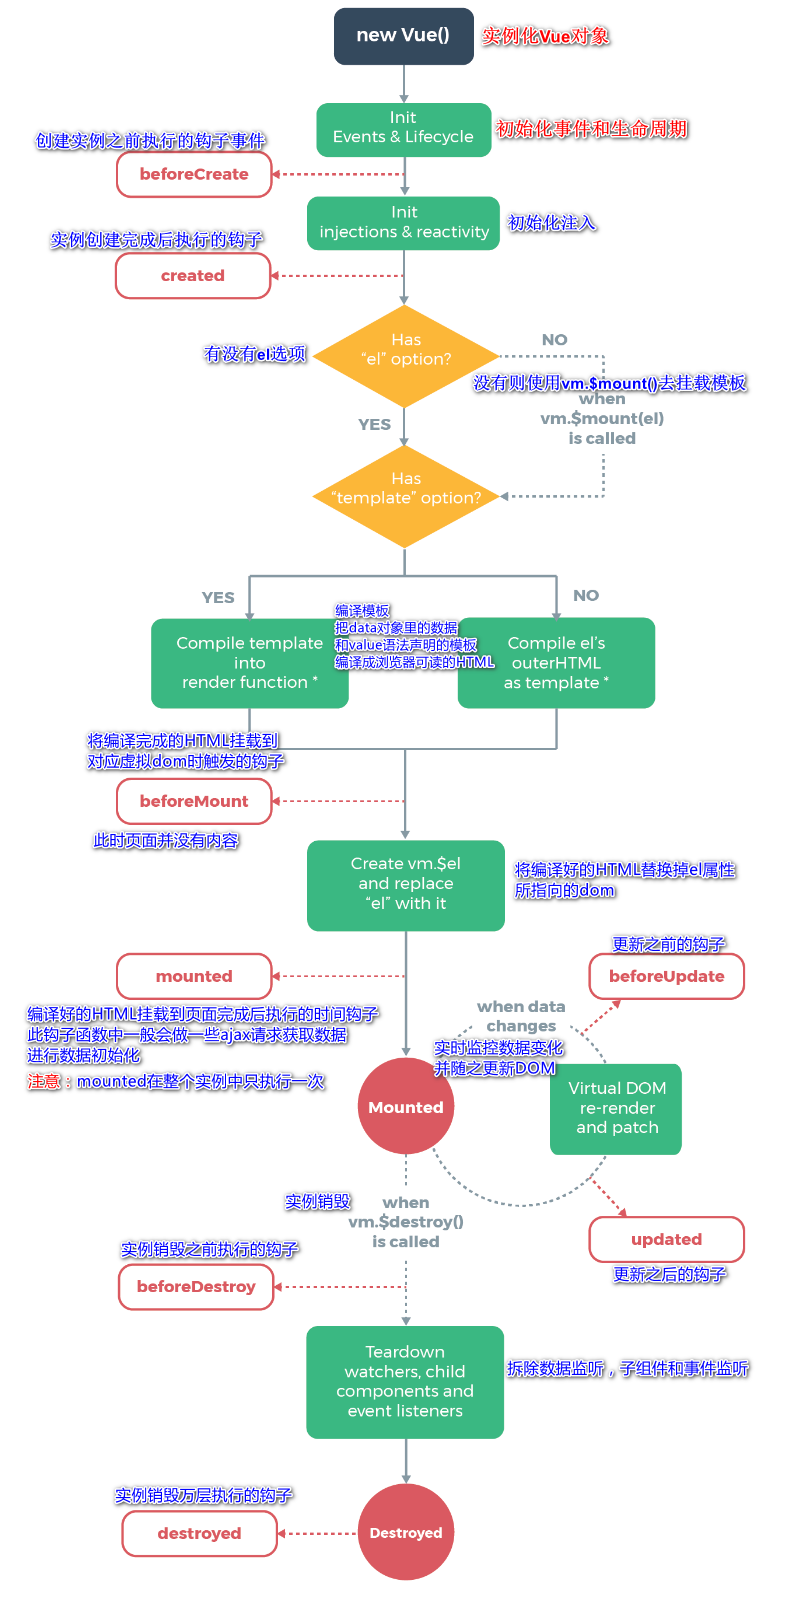 new Vue()
实例化Vue对象
Init
Events & Lifecycle
初始化事件和生命周期
创建实例之前执行的钩子事件
beforeCreate
Init
injections & reactivity
初始化注入
实例创建完成后执行的钩子
created
Has
“el” option?
有没有el选项
NO
没有则使用vm.$mount()去挂载模板
when
vm.$mount(el)
is called
YES
Has
“template” option?
YES
NO
编译模板
把data对象里的数据
和value语法声明的模板
编译成浏览器可读的HTML
Compile template
into
render function *
Compile el’s
outerHTML
as template *
将编译完成的HTML挂载到
对应虚拟dom时触发的钩子
beforeMount
此时页面并没有内容
Create vm.$el
and replace
“el” with it
将编译好的HTML替换掉el属性
所指向的dom
mounted
编译好的HTML挂载到页面完成后执行的时间钩子
此钩子函数中一般会做一些ajax请求获取数据
进行数据初始化
注意：mounted在整个实例中只执行一次
更新之前的钩子
beforeUpdate
when data
changes
实时监控数据变化
并随之更新DOM
Mounted
Virtual DOM
re-render
and patch
updated
更新之后的钩子
实例销毁
when
vm.$destroy()
is called
实例销毁之前执行的钩子
beforeDestroy
Teardown
watchers, child
components and
event listeners
拆除数据监听，子组件和事件监听
实例销毁万层执行的钩子
destroyed
Destroyed